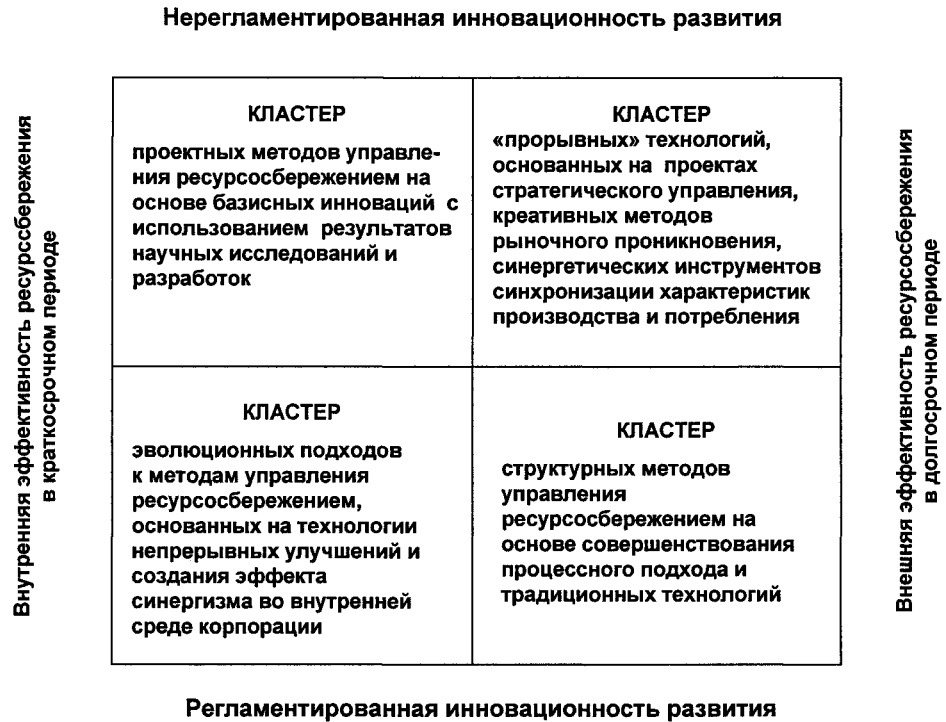 Нерегламентированная инновационность развития
Внутренняя эффективность ресурссбережения
в краткосрочном периоде
КЛАСТЕР
проектных методов управле-
ния ресурсосбережением на
основе базисных инноваций с
использованием результатов
научных исследований и
разработок
КЛАСТЕР
«прорывных» технологий,
основанных на проектах
стратегического управления,
креативных методов
рыночного проникновения,
синергетических инструментов
синхронизации характеристик
производства и потребления
КЛАСТЕР
эволюционных подходов
к методам управления
ресурсосбережением,
основанных на технологии
непрерывных улучшений и
создания эффекта
синергизма во внутренней
среде корпорации
КЛАСТЕР
структурных методов
управления
ресурсосбережением на
основе совершенствования
процессного подхода и
традиционных технологий
Внешняя эффективность ресурсосбережения
в долгосрочном периоде
Регламентированная инновационность развития